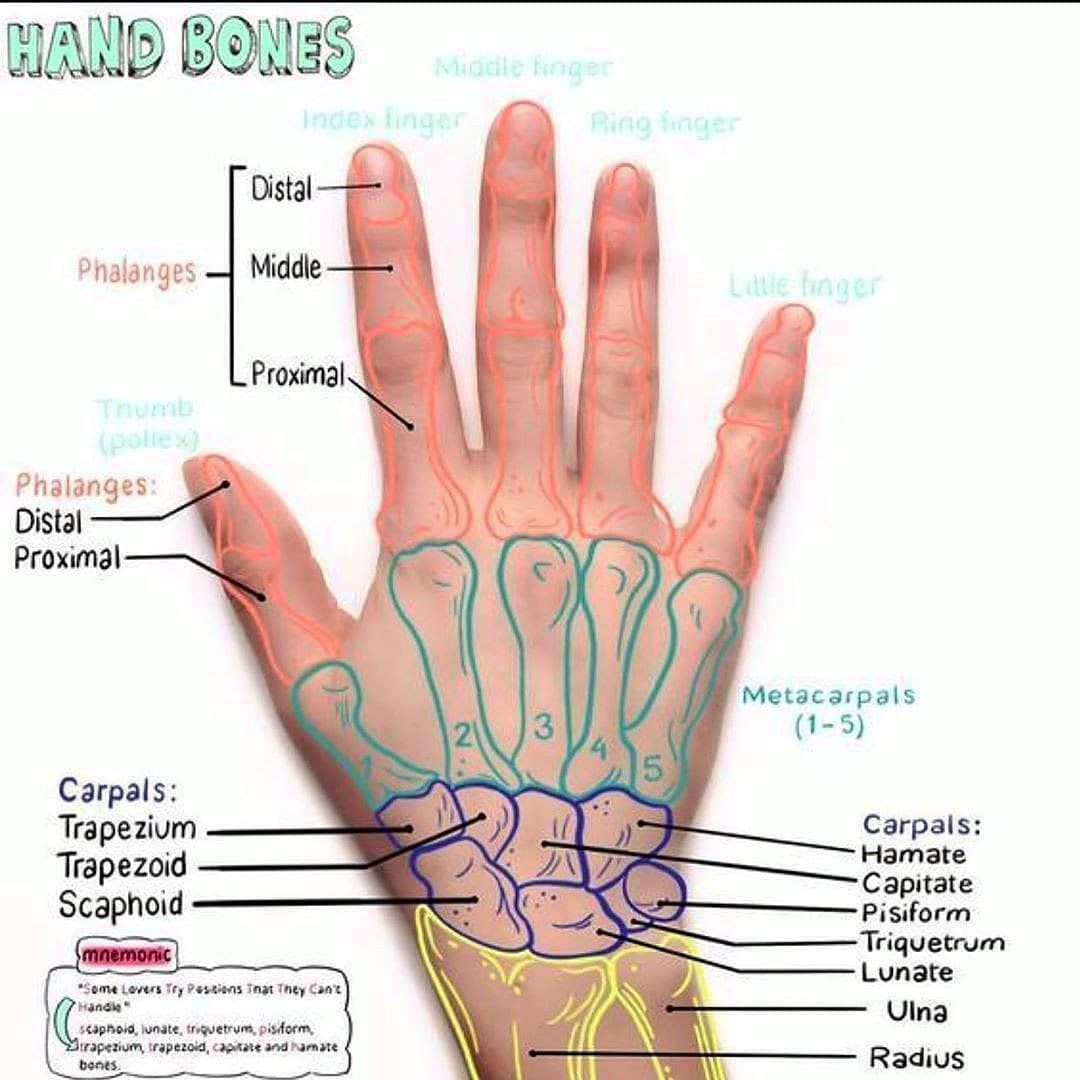 HAND BONES
Middle finger
Index finger
Ring finger
Distal
Middle
Phalanges
Little finger
Proximal
Thumb
(pollex)
Phalanges:
Distal
Proximal
Metacarpals
(1-5)
1
2
3
4
5
Carpals:
Trapezium
Trapezoid
Scaphoid
Carpals:
Hamate
Capitate
Pisiform
Triquetrum
Lunate
Ulna
Radius
mnemonic
"Some Lovers Try Positions That They Can't
Handle"
scaphoid, lunate, triquetrum, pisiform,
trapezium, trapezoid, capitate and hamate
bones.